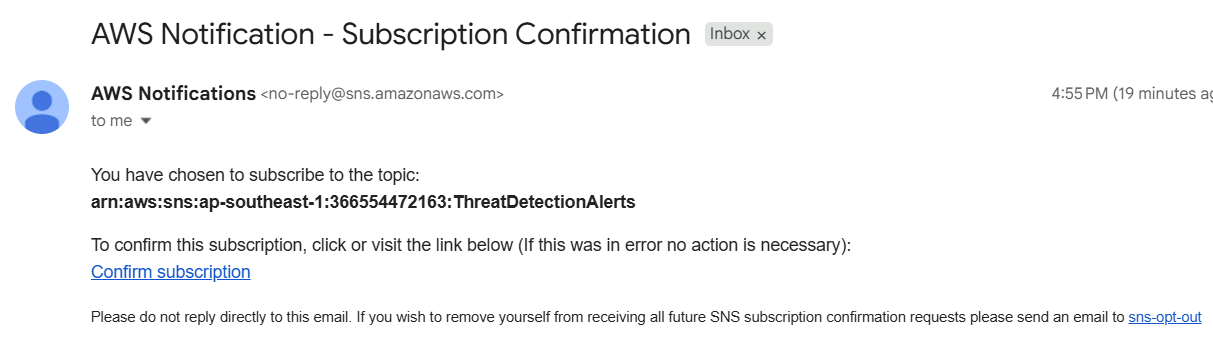 AWS Notification - Subscription Confirmation Inbox x
AWS Notifications <no-reply@sns.amazonaws.com> 4:55 PM (19 minutes ag
to me
You have chosen to subscribe to the topic:
arn:aws:sns:ap-southeast-1:366554472163:ThreatDetectionAlerts
To confirm this subscription, click or visit the link below (If this was in error no action is necessary):
Confirm subscription
Please do not reply directly to this email. If you wish to remove yourself from receiving all future SNS subscription confirmation requests please send an email to sns-opt-out